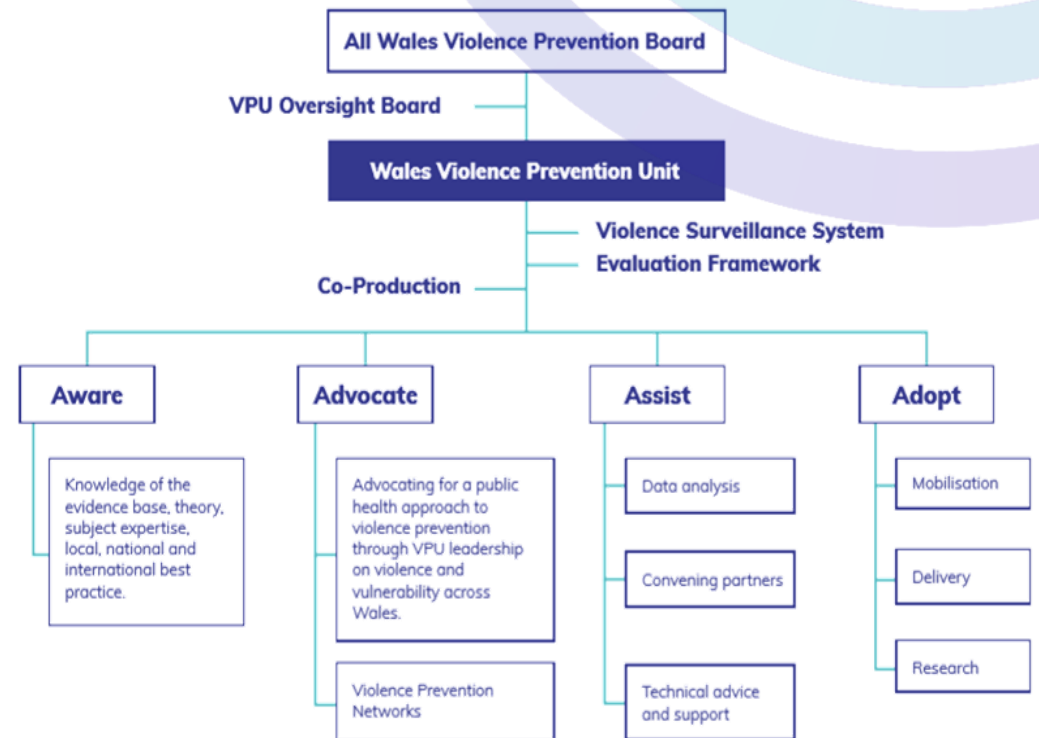 All Wales Violence Prevention Board
VPU Oversight Board
Wales Violence Prevention Unit
Violence Surveillance System
Evaluation Framework
Co-Production
Aware
Knowledge of the
evidence base, theory,
subject expertise,
local, national and
international best
practice.
Advocate
Advocating for a public
health approach to
violence prevention
through VPU leadership
on violence and
vulnerability across
Wales.
Violence Prevention
Networks
Assist
Data analysis
Convening partners
Technical advice
and support
Adopt
Mobilisation
Delivery
Research